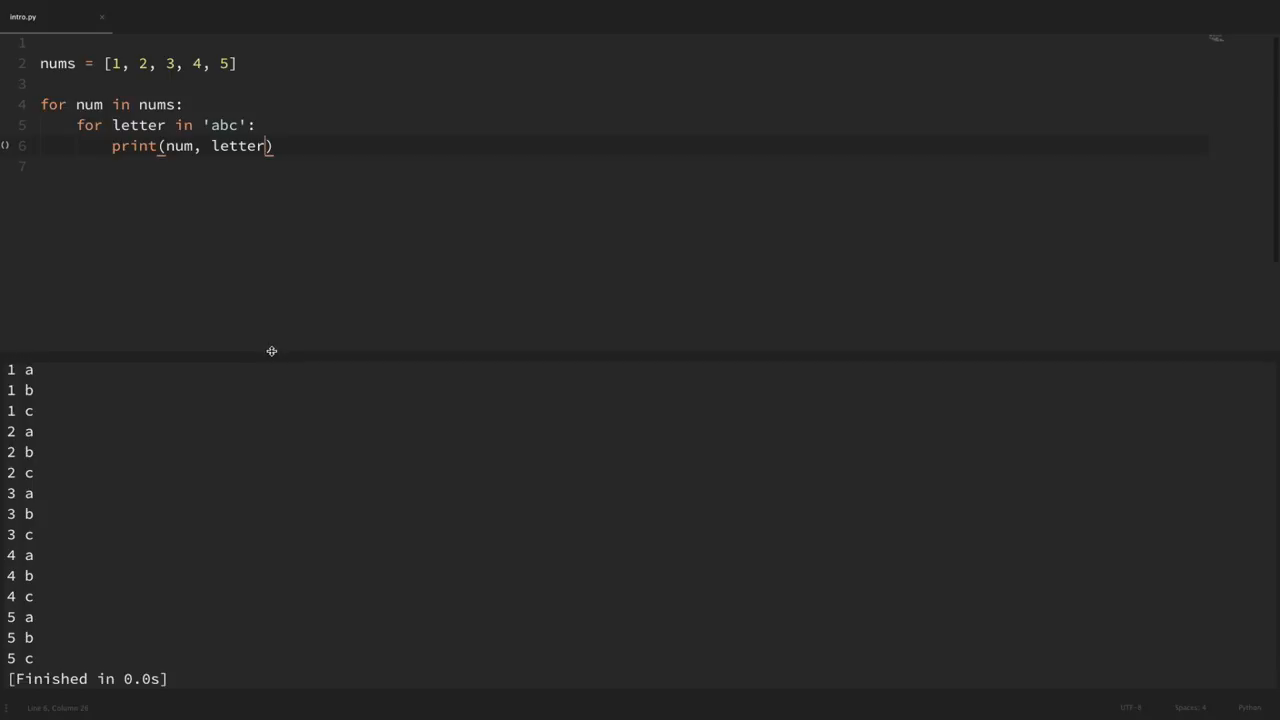 intro.py ×
1
2 nums = [1, 2, 3, 4, 5]
3
4 for num in nums:
5     for letter in 'abc':
() 6         print(num, letter)
7
1 a
1 b
1 c
2 a
2 b
2 c
3 a
3 b
3 c
4 a
4 b
4 c
5 a
5 b
5 c
[Finished in 0.0s]
Line 6, Column 26 UTF-8 Spaces: 4 Python